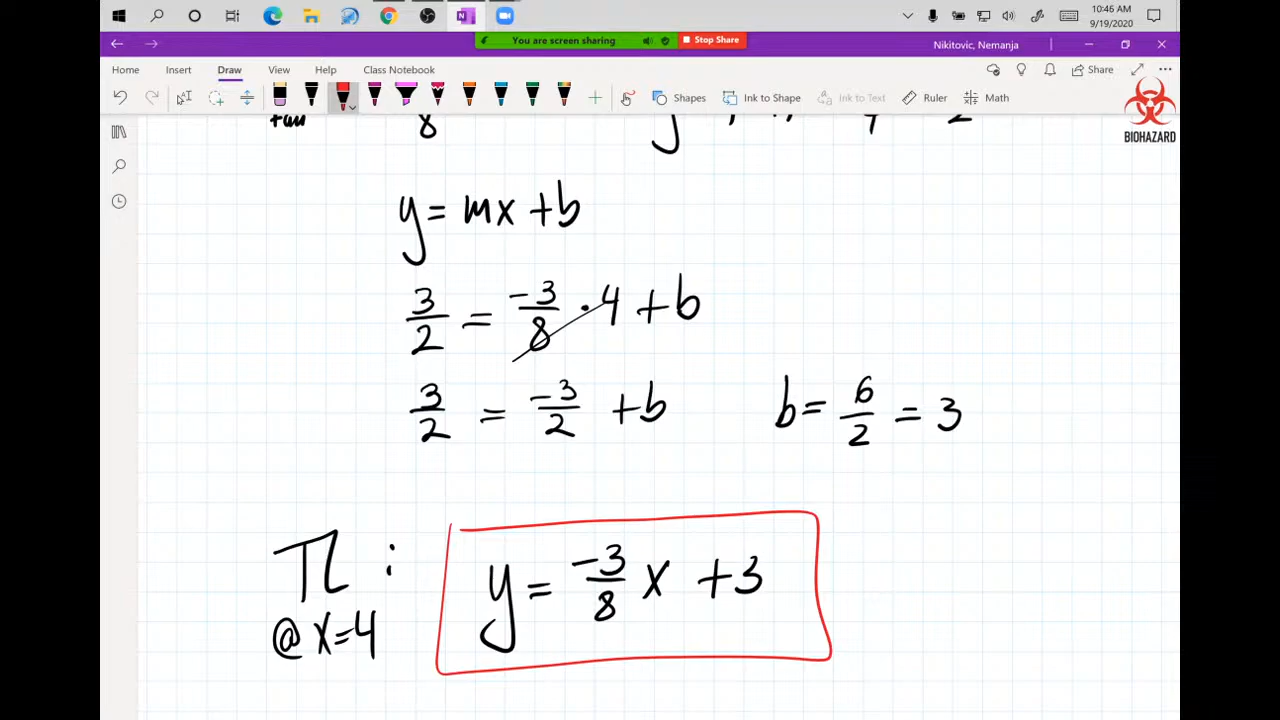 10:46 AM
9/19/2020
You are screen sharing
Stop Share
Nikitovic, Nemanja
Home Insert Draw View Help Class Notebook
Share
Shapes Ink to Shape Ink to Text Ruler Math
BIOHAZARD
tan 8
y = mx + b
3/2 = -3/8 · 4 + b
3/2 = -3/2 + b b = 6/2 = 3
TL : y = -3/8 x + 3
@ x=4